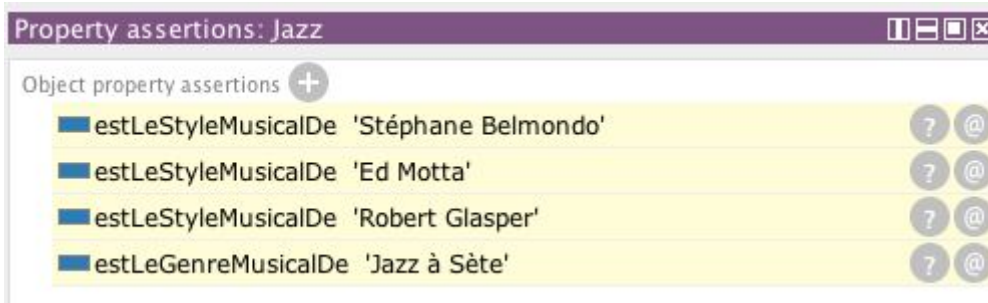 Property assertions: Jazz
Object property assertions +
estLeStyleMusicalDe 'Stéphane Belmondo' ? @
estLeStyleMusicalDe 'Ed Motta' ? @
estLeStyleMusicalDe 'Robert Glasper' ? @
estLeGenreMusicalDe 'Jazz à Sète' ? @